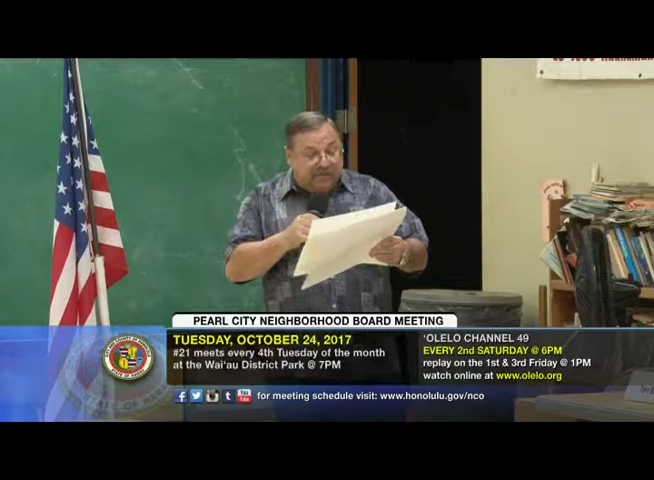 PEARL CITY NEIGHBORHOOD BOARD MEETING
TUESDAY, OCTOBER 24, 2017
#21 meets every 4th Tuesday of the month
at the Wai'au District Park @ 7PM
'OLELO CHANNEL 49
EVERY 2nd SATURDAY @ 6PM
replay on the 1st & 3rd Friday @ 1PM
watch online at www.olelo.org
for meeting schedule visit: www.honolulu.gov/nco